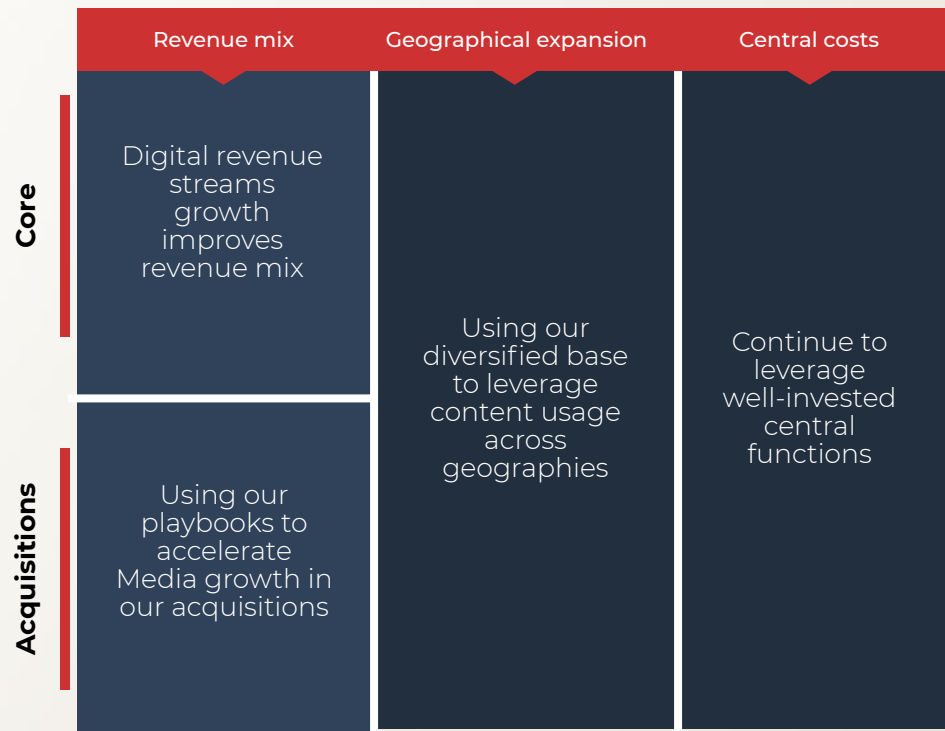 Revenue mix
Geographical expansion
Central costs
Core
Digital revenue
streams
growth
improves
revenue mix
Acquisitions
Using our
playbooks to
accelerate
Media growth in
our acquisitions
Using our
diversified base
to leverage
content usage
across
geographies
Continue to
leverage
well-invested
central
functions